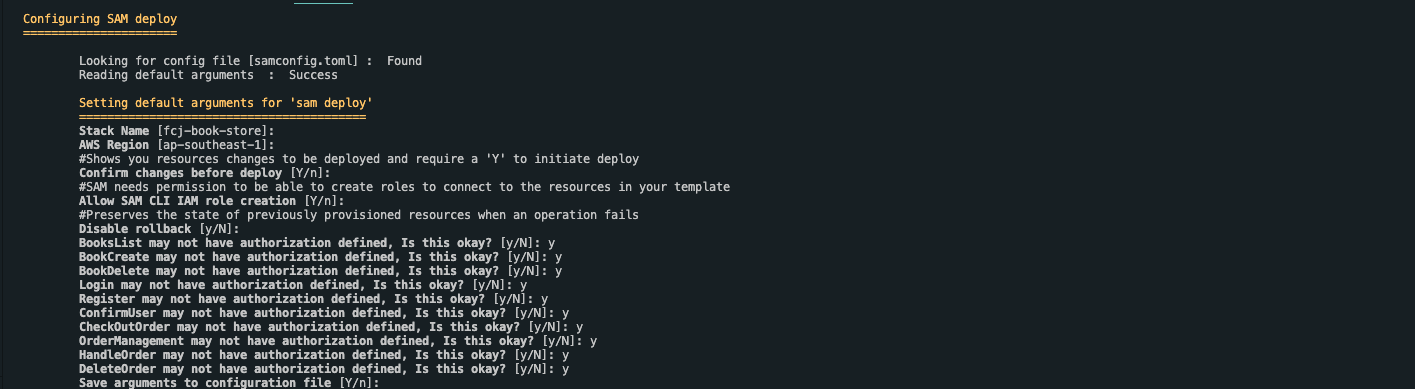 Configuring SAM deploy
======================
Looking for config file [samconfig.toml] :  Found
Reading default arguments  :  Success
Setting default arguments for 'sam deploy'
=========================================
Stack Name [fcj-book-store]:
AWS Region [ap-southeast-1]:
#Shows you resources changes to be deployed and require a 'Y' to initiate deploy
Confirm changes before deploy [Y/n]:
#SAM needs permission to be able to create roles to connect to the resources in your template
Allow SAM CLI IAM role creation [Y/n]:
#Preserves the state of previously provisioned resources when an operation fails
Disable rollback [y/N]:
BooksList may not have authorization defined, Is this okay? [y/N]: y
BookCreate may not have authorization defined, Is this okay? [y/N]: y
BookDelete may not have authorization defined, Is this okay? [y/N]: y
Login may not have authorization defined, Is this okay? [y/N]: y
Register may not have authorization defined, Is this okay? [y/N]: y
ConfirmUser may not have authorization defined, Is this okay? [y/N]: y
CheckOutOrder may not have authorization defined, Is this okay? [y/N]: y
OrderManagement may not have authorization defined, Is this okay? [y/N]: y
HandleOrder may not have authorization defined, Is this okay? [y/N]: y
DeleteOrder may not have authorization defined, Is this okay? [y/N]: y
Save arguments to configuration file [Y/n]: